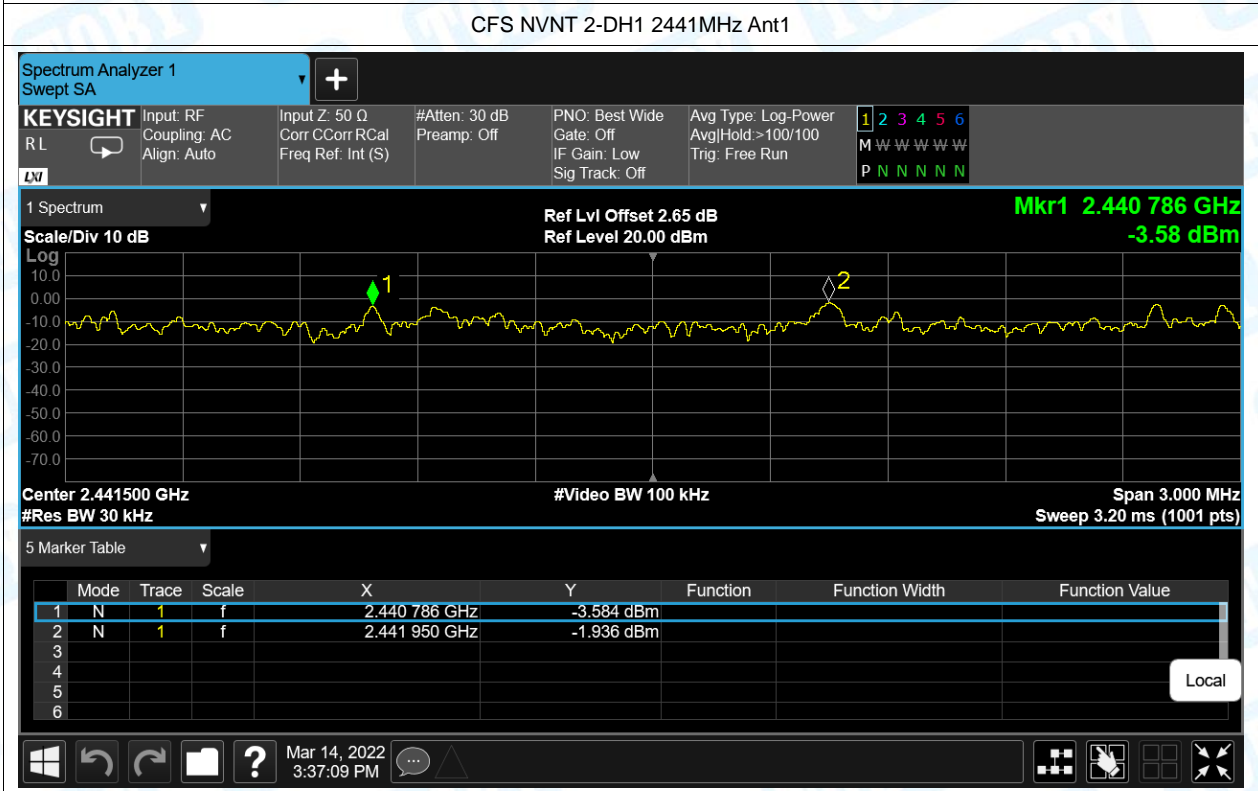 CFS NVNT 2-DH1 2441MHz Ant1
Spectrum Analyzer 1
Swept SA
KEYSIGHT
RL
LXI
Input: RF
Coupling: AC
Align: Auto
Input Z: 50 Ω
Corr CCorr RCal
Freq Ref: Int (S)
#Atten: 30 dB
Preamp: Off
PNO: Best Wide
Gate: Off
IF Gain: Low
Sig Track: Off
Avg Type: Log-Power
Avg|Hold:>100/100
Trig: Free Run
1 2 3 4 5 6
M W W W W W
P N N N N N
1 Spectrum
Scale/Div 10 dB
Ref Lvl Offset 2.65 dB
Ref Level 20.00 dBm
Mkr1 2.440 786 GHz
-3.58 dBm
Log
10.0
0.00
-10.0
-20.0
-30.0
-40.0
-50.0
-60.0
-70.0
1
2
Center 2.441500 GHz
#Video BW 100 kHz
Span 3.000 MHz
#Res BW 30 kHz
Sweep 3.20 ms (1001 pts)
5 Marker Table
Mode Trace Scale X Y Function Function Width Function Value
1 N 1 f 2.440 786 GHz -3.584 dBm
2 N 1 f 2.441 950 GHz -1.936 dBm
3
4
5
6
Local
?
Mar 14, 2022
3:37:09 PM